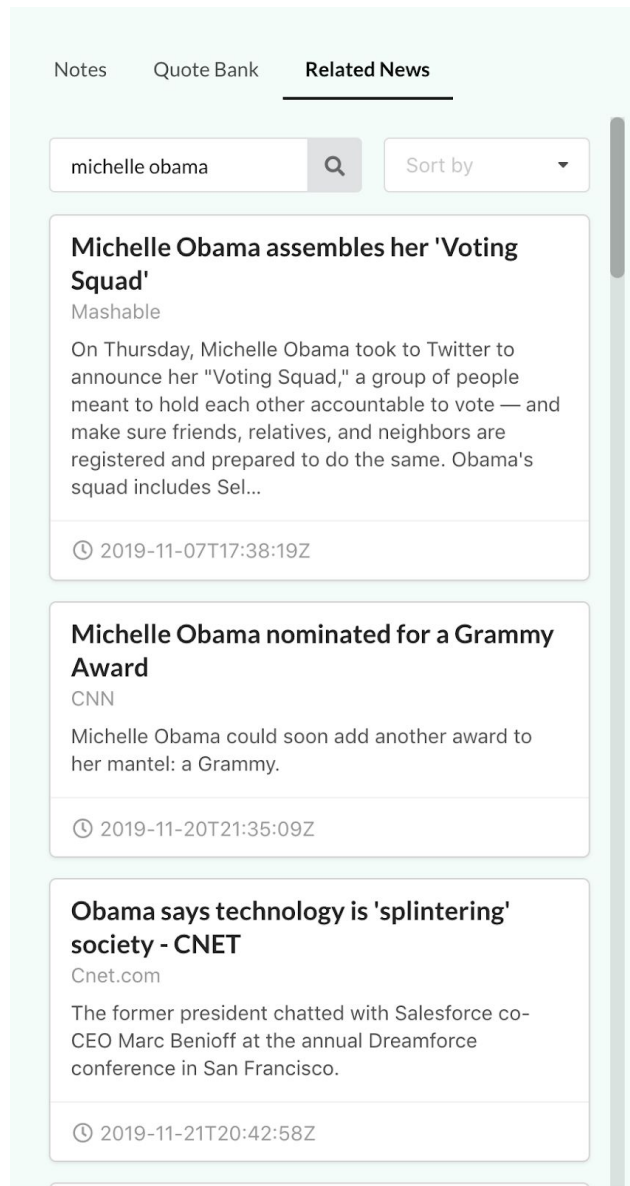 Notes Quote Bank Related News
michelle obama Sort by
Michelle Obama assembles her 'Voting
Squad'
Mashable
On Thursday, Michelle Obama took to Twitter to
announce her "Voting Squad," a group of people
meant to hold each other accountable to vote — and
make sure friends, relatives, and neighbors are
registered and prepared to do the same. Obama's
squad includes Sel...
2019-11-07T17:38:19Z
Michelle Obama nominated for a Grammy
Award
CNN
Michelle Obama could soon add another award to
her mantel: a Grammy.
2019-11-20T21:35:09Z
Obama says technology is 'splintering'
society - CNET
Cnet.com
The former president chatted with Salesforce co-
CEO Marc Benioff at the annual Dreamforce
conference in San Francisco.
2019-11-21T20:42:58Z